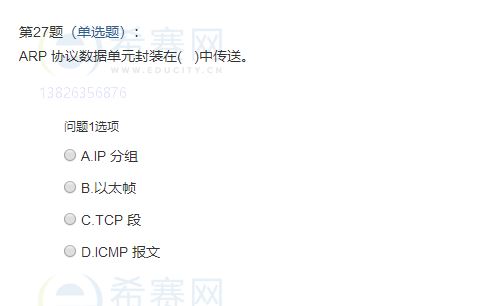 第27题（单选题）：
希赛网
ARP 协议数据单元封装在(   )中传送。
WWW.EDUCITY.CN
13826356876
问题1选项
A.IP 分组
B.以太帧
C.TCP 段
D.ICMP 报文
希赛网